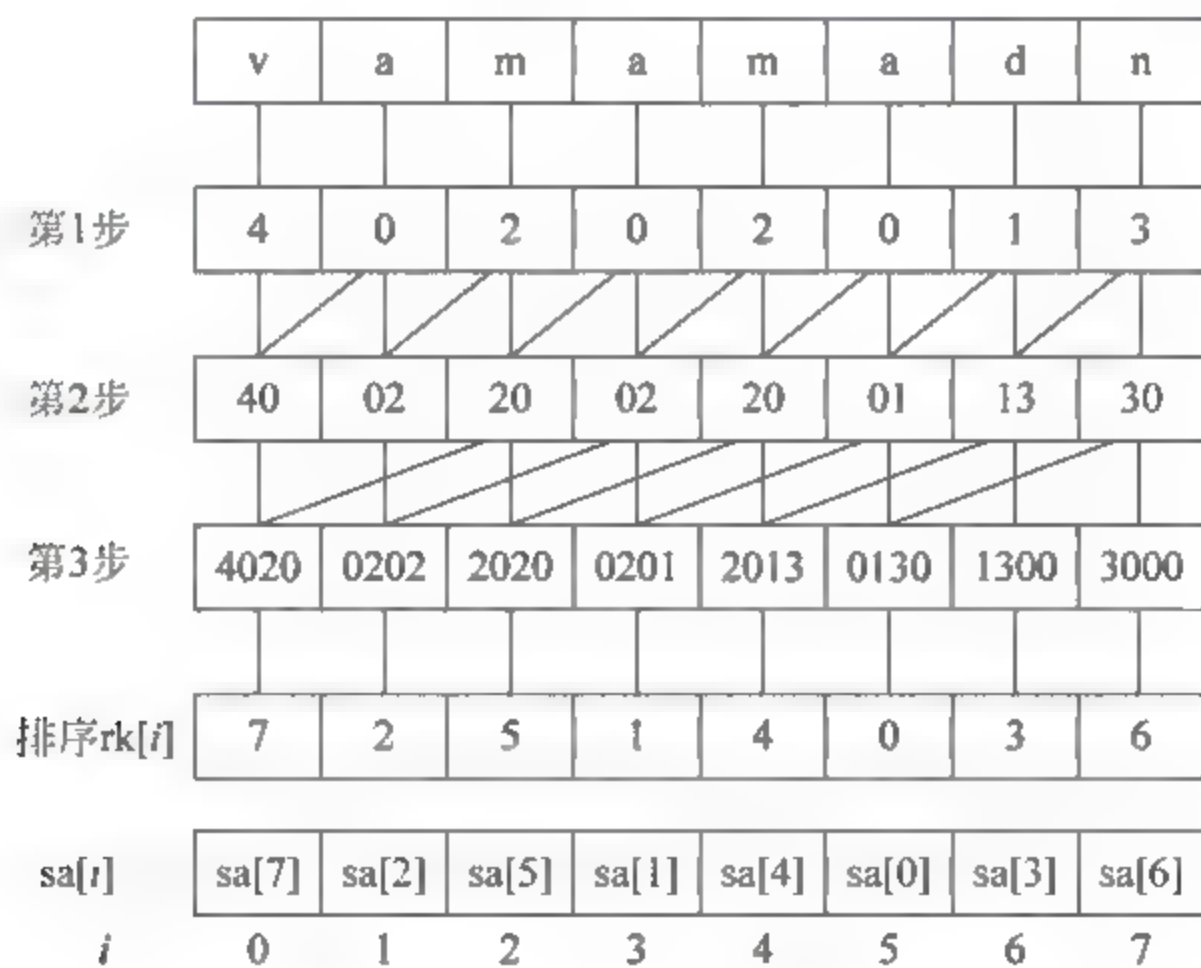 v a m a m a d n
第1步 4 0 2 0 2 0 1 3
第2步 40 02 20 02 20 01 13 30
第3步 4020 0202 2020 0201 2013 0130 1300 3000
排序rk[i] 7 2 5 1 4 0 3 6
sa[i] sa[7] sa[2] sa[5] sa[1] sa[4] sa[0] sa[3] sa[6]
i 0 1 2 3 4 5 6 7